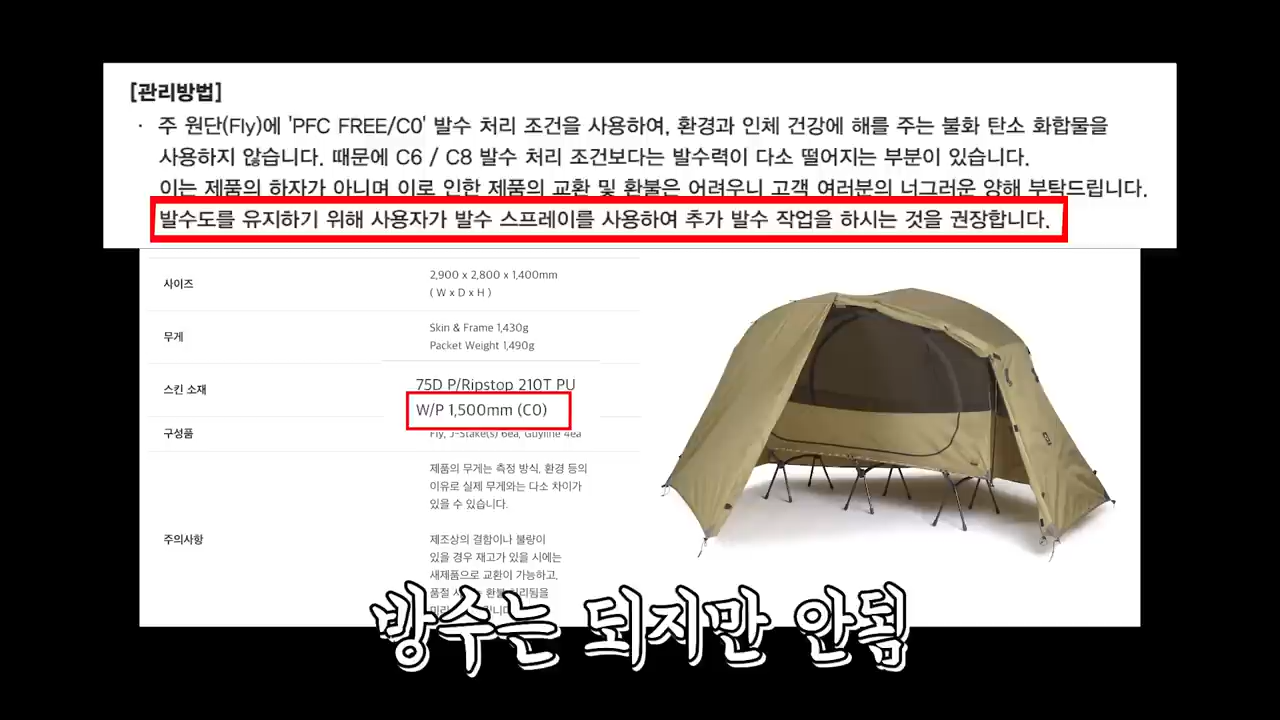 [관리방법]
· 주 원단(Fly)에 'PFC FREE/C0' 발수 처리 조건을 사용하여, 환경과 인체 건강에 해를 주는 불화 탄소 화합물을
사용하지 않습니다. 때문에 C6 / C8 발수 처리 조건보다는 발수력이 다소 떨어지는 부분이 있습니다.
이는 제품의 하자가 아니며 이로 인한 제품의 교환 및 환불은 어려우니 고객 여러분의 너그러운 양해 부탁드립니다.
발수도를 유지하기 위해 사용자가 발수 스프레이를 사용하여 추가 발수 작업을 하시는 것을 권장합니다.
사이즈
2,900 x 2,800 x 1,400mm
( W x D x H )
무게
Skin & Frame 1,430g
Packet Weight 1,490g
스킨 소재
75D P/Ripstop 210T PU
W/P 1,500mm (C0)
구성품
Fly, J-Stake(s) 6ea, Guyline 4ea
주의사항
제품의 무게는 측정 방식, 환경 등의
이유로 실제 무게와는 다소 차이가
있을 수 있습니다.
제조상의 결함이나 불량이
있을 경우 재고가 있을 시에는
새제품으로 교환이 가능하고,
품절 환불
방수는 되지만 안됨